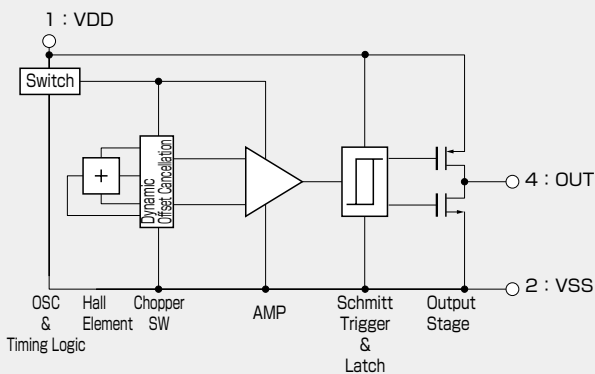 1 : VDD
Switch
+
Dynamic
Offset Cancellation
4 : OUT
2 : VSS
OSC
&
Timing Logic
Hall
Element
Chopper
SW
AMP
Schmitt
Trigger
&
Latch
Output
Stage